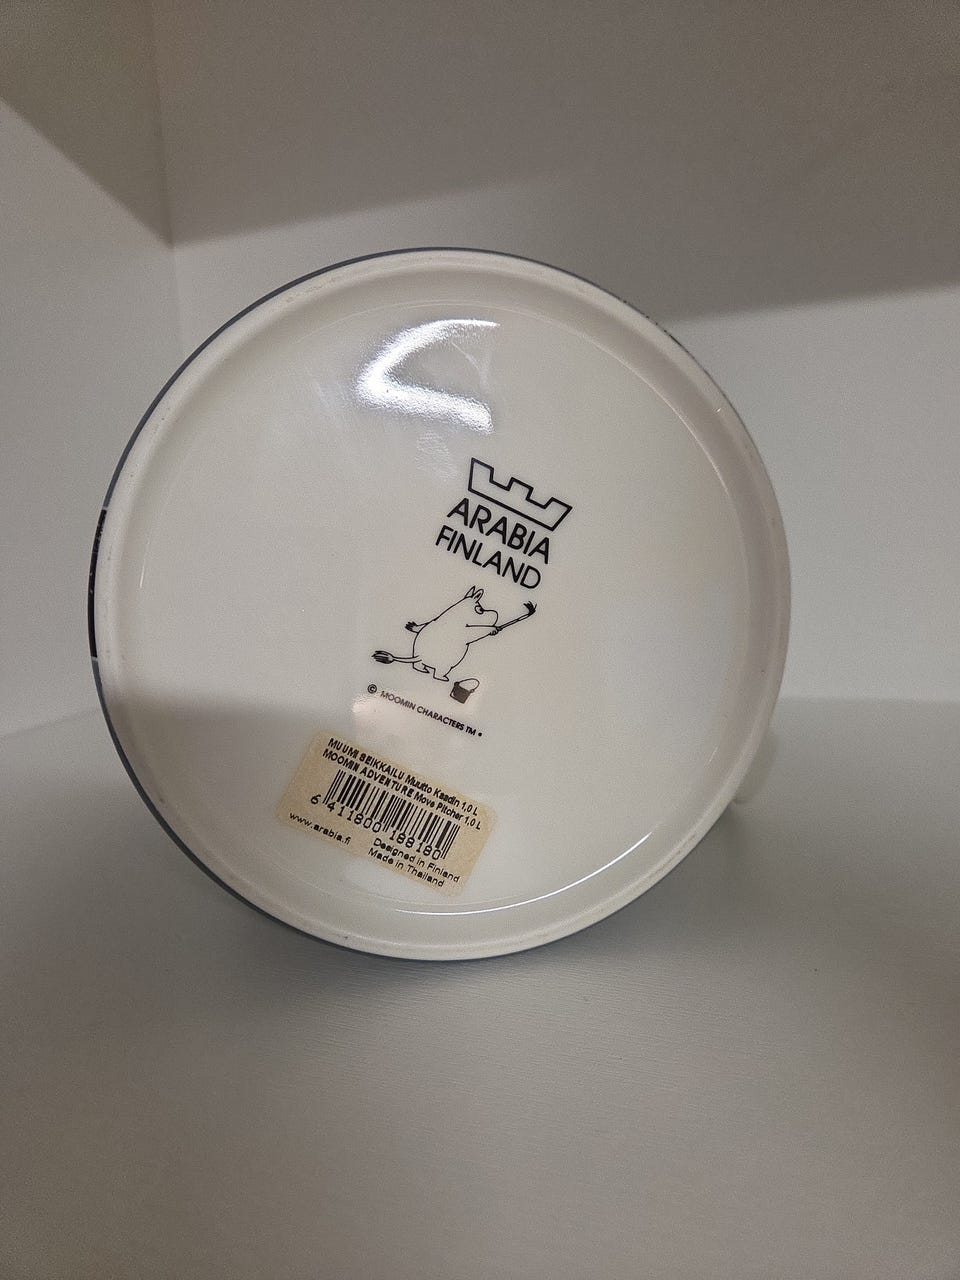 ARABIA
FINLAND
© MOOMIN CHARACTERS TM
MUUMI SEIKKAILU Muutto Kaadin 1,0 L
MOOMIN ADVENTURE Move Pitcher 1,0 L
6 411800 188180
www.arabia.fi
Designed in Finland
Made in Thailand